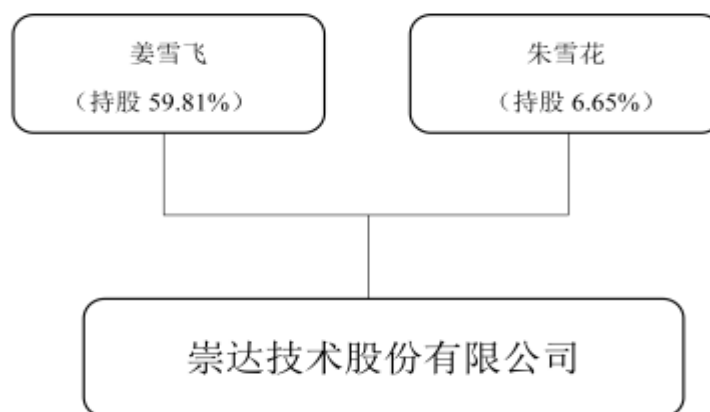 姜雪飞
（持股 59.81%）
朱雪花
（持股 6.65%）
崇达技术股份有限公司